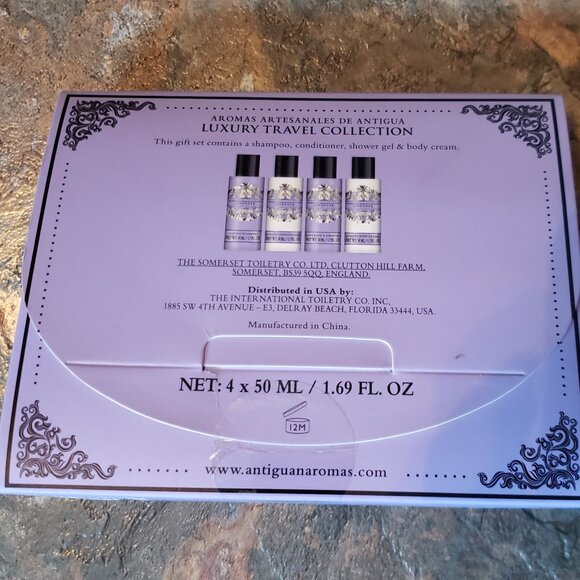 AROMAS ARTESANALES DE ANTIGUA
LUXURY TRAVEL COLLECTION
This gift set contains a shampoo, conditioner, shower gel & body cream.
THE SOMERSET TOILETRY CO. LTD, CLUTTON HILL FARM,
SOMERSET, BS39 5QQ, ENGLAND.
Distributed in USA by:
THE INTERNATIONAL TOILETRY CO. INC,
1885 SW 4TH AVENUE – E3, DELRAY BEACH, FLORIDA 33444, USA.
Manufactured in China.
NET: 4 x 50 ML / 1.69 FL. OZ
12M
www.antiguanaromas.com